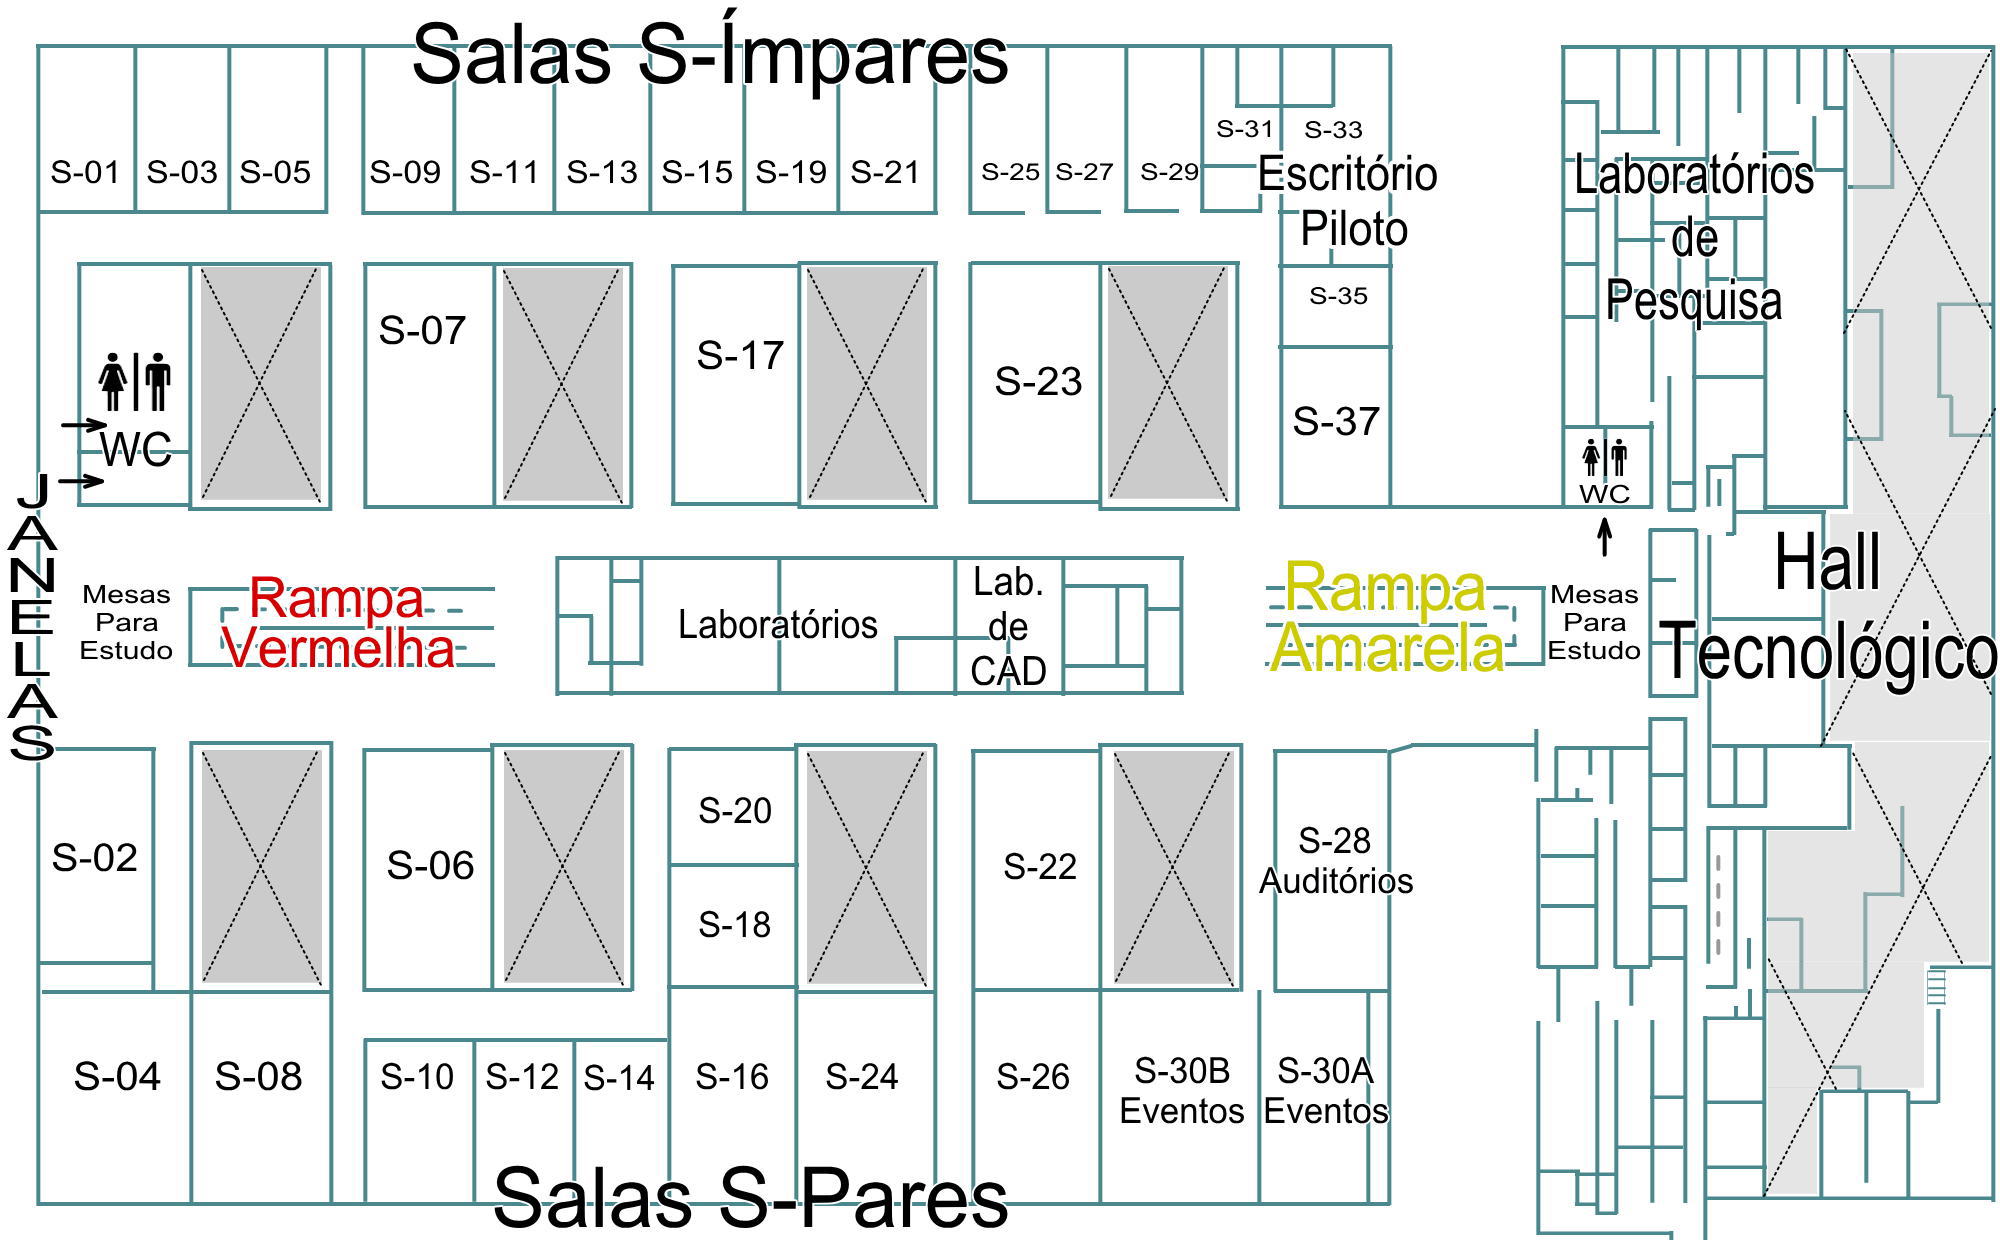 Salas S-Ímpares
S-01
S-03
S-05
S-09
S-11
S-13
S-15
S-19
S-21
S-25
S-27
S-29
S-31
S-33
Escritório
Piloto
Laboratórios
de
Pesquisa
S-07
S-17
S-23
S-35
S-37
WC
WC
JANELAS
Mesas
Para
Estudo
Rampa
Vermelha
Laboratórios
Lab.
de
CAD
Rampa
Amarela
Mesas
Para
Estudo
Hall
Tecnológico
S-02
S-06
S-20
S-18
S-22
S-28
Auditórios
S-04
S-08
S-10
S-12
S-14
S-16
S-24
S-26
S-30B
Eventos
S-30A
Eventos
Salas S-Pares